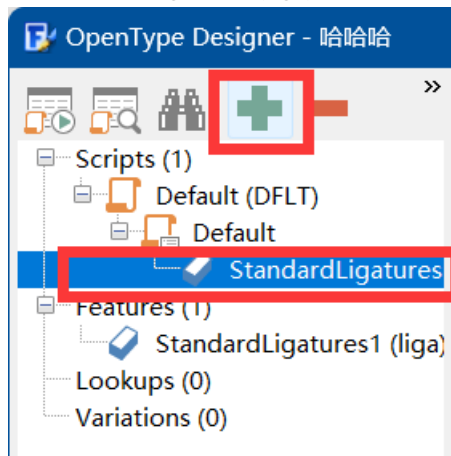 OpenType Designer - 哈哈哈
»
Scripts (1)
Default (DFLT)
Default
StandardLigatures
Features (1)
StandardLigatures1 (liga)
Lookups (0)
Variations (0)